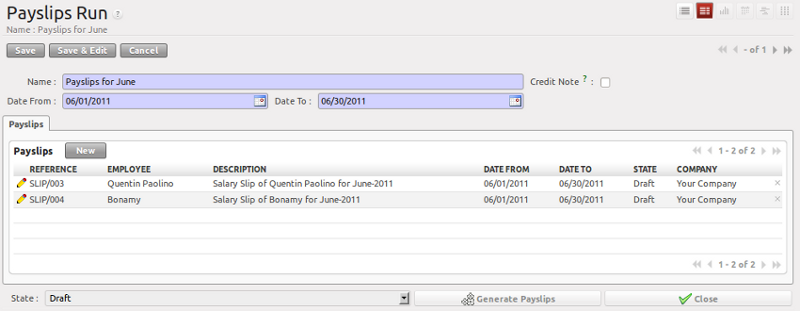 Payslips Run ?
Name : Payslips for June
Save Save & Edit Cancel - of 1
Name : Payslips for June Credit Note ? :
Date From : 06/01/2011 Date To : 06/30/2011
Payslips
Payslips New 1 - 2 of 2
REFERENCE EMPLOYEE DESCRIPTION DATE FROM DATE TO STATE COMPANY
SLIP/003 Quentin Paolino Salary Slip of Quentin Paolino for June-2011 06/01/2011 06/30/2011 Draft Your Company
SLIP/004 Bonamy Salary Slip of Bonamy for June-2011 06/01/2011 06/30/2011 Draft Your Company
1 - 2 of 2
State : Draft Generate Payslips Close